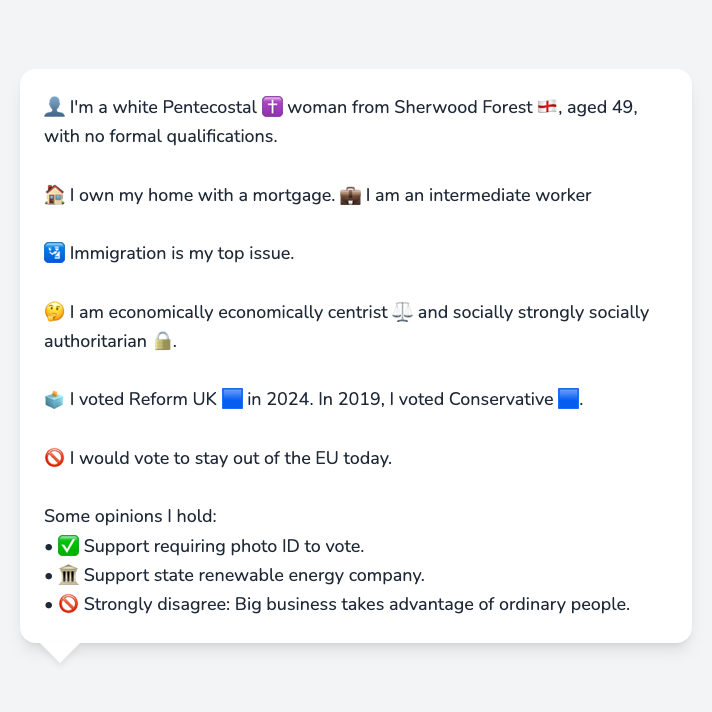 👤 I'm a white Pentecostal ✝️ woman from Sherwood Forest 🏴󠁧󠁢󠁥󠁮󠁧󠁿, aged 49,
with no formal qualifications.
🏠 I own my home with a mortgage. 💼 I am an intermediate worker
🛂 Immigration is my top issue.
🤔 I am economically economically centrist ⚖️ and socially strongly socially
authoritarian 🔒.
🗳️ I voted Reform UK 🟦 in 2024. In 2019, I voted Conservative 🟦.
🚫 I would vote to stay out of the EU today.
Some opinions I hold:
• ✅ Support requiring photo ID to vote.
• 🏛️ Support state renewable energy company.
• 🚫 Strongly disagree: Big business takes advantage of ordinary people.